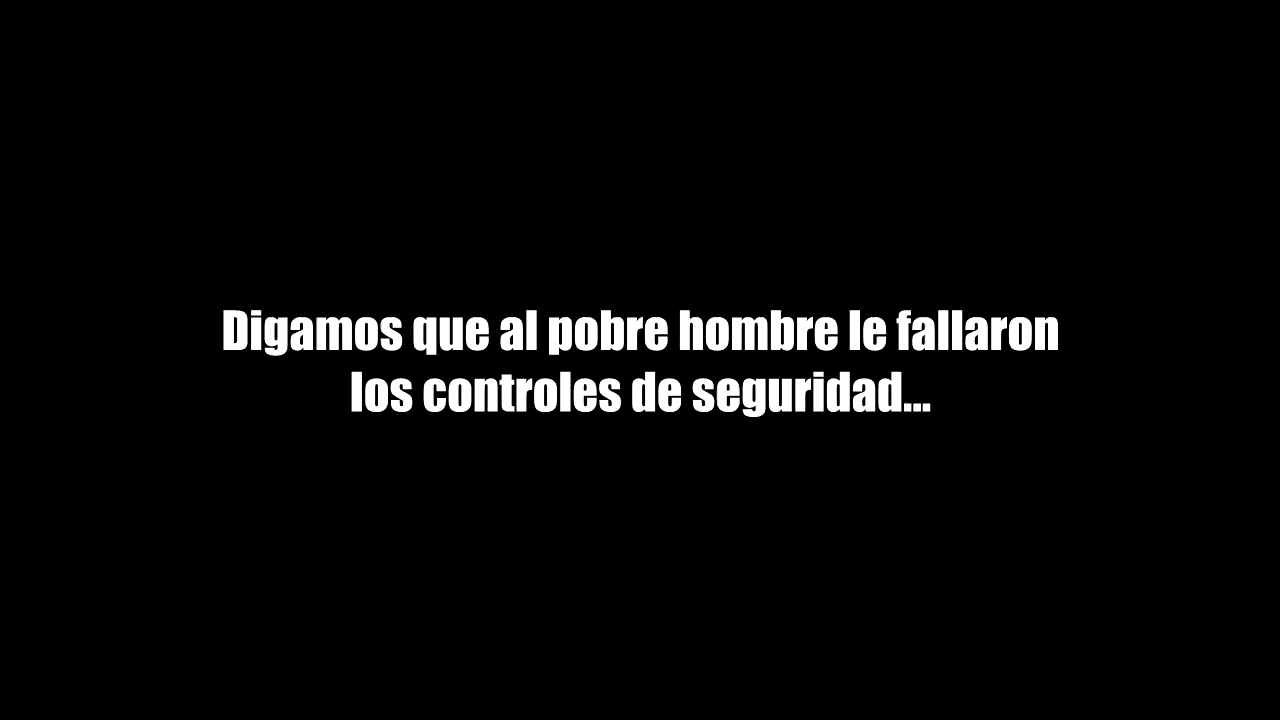 Digamos que al pobre hombre le fallaron
los controles de seguridad...